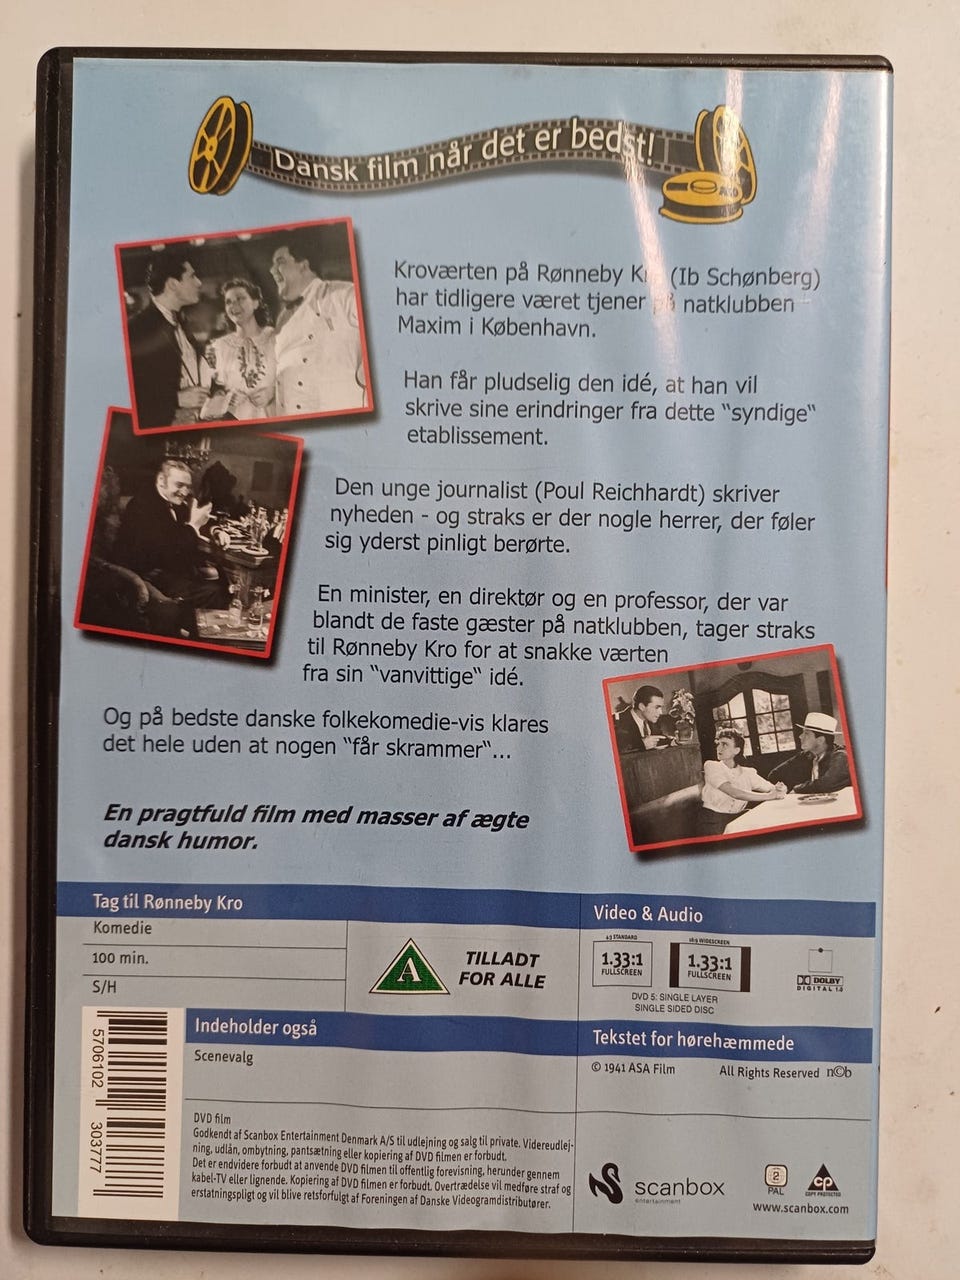 Dansk film når det er bedst!
Kroværten på Rønneby (Ib Schønberg)
har tidligere været tjener på natklubben
Maxim i København.
Han får pludselig den idé, at han vil
skrive sine erindringer fra dette "syndige"
etablissement.
Den unge journalist (Poul Reichhardt) skriver
nyheden - og straks er der nogle herrer, der føler
sig yderst pinligt berørte.
En minister, en direktør og en professor, der var
blandt de faste gæster på natklubben, tager straks
til Rønneby Kro for at snakke værten
fra sin "vanvittige" idé.
Og på bedste danske folkekomedie-vis klares
det hele uden at nogen "får skrammer"...
En pragtfuld film med masser af ægte
dansk humor.
Tag til Rønneby Kro
Komedie
100 min.
S/H
A
TILLADT
FOR ALLE
Video & Audio
4:3 STANDARD
1.33:1
FULLSCREEN
16:9 WIDESCREEN
1.33:1
FULLSCREEN
DOLBY
DIGITAL 1.0
DVD 5: SINGLE LAYER
SINGLE SIDED DISC
Indeholder også
Scenevalg
Tekstet for hørehæmmede
© 1941 ASA Film All Rights Reserved n©b
5706102 303777
DVD film
Godkendt af Scanbox Entertainment Denmark A/S til udlejning og salg til private. Videreudlej-
ning, udlån, ombytning, pantsætning eller kopiering af DVD filmen er forbudt.
Det er endvidere forbudt at anvende DVD filmen til offentlig forevisning, herunder gennem
kabel-TV eller lignende. Kopiering af DVD filmen er forbudt. Overtrædelse vil medføre straf og
erstatningspligt og vil blive retsforfulgt af Foreningen af Danske Videogramdistributører.
scanbox
entertainment
2
PAL
CP
COPY PROTECTED
www.scanbox.com